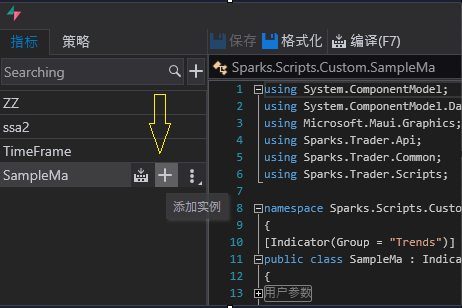 指标 策略
保存 格式化 编译(F7)
Searching
Sparks.Scripts.Custom.SampleMa
ZZ
ssa2
TimeFrame
SampleMa
添加实例
1 using System.ComponentModel;
2 using System.ComponentModel.Da
3 using Microsoft.Maui.Graphics;
4 using Sparks.Trader.Api;
5 using Sparks.Trader.Common;
6 using Sparks.Trader.Scripts;
7
8 namespace Sparks.Scripts.Custo
9 {
10 [Indicator(Group = "Trends")]
11 public class SampleMa : Indica
12 {
13 用户参数